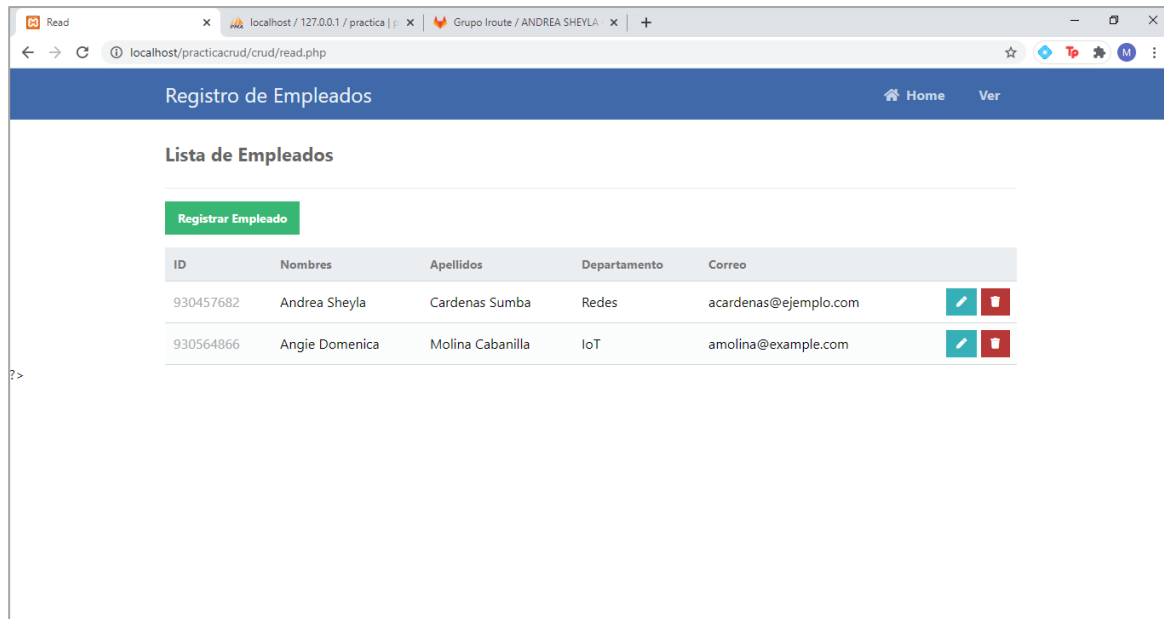 Read
localhost / 127.0.0.1 / practica | p
Grupo Iroute / ANDREA SHEYLA
localhost/practicacrud/crud/read.php
Tp
M
Registro de Empleados
Home
Ver
Lista de Empleados
Registrar Empleado
ID Nombres Apellidos Departamento Correo
930457682 Andrea Sheyla Cardenas Sumba Redes acardenas@ejemplo.com
930564866 Angie Domenica Molina Cabanilla IoT amolina@example.com
?>